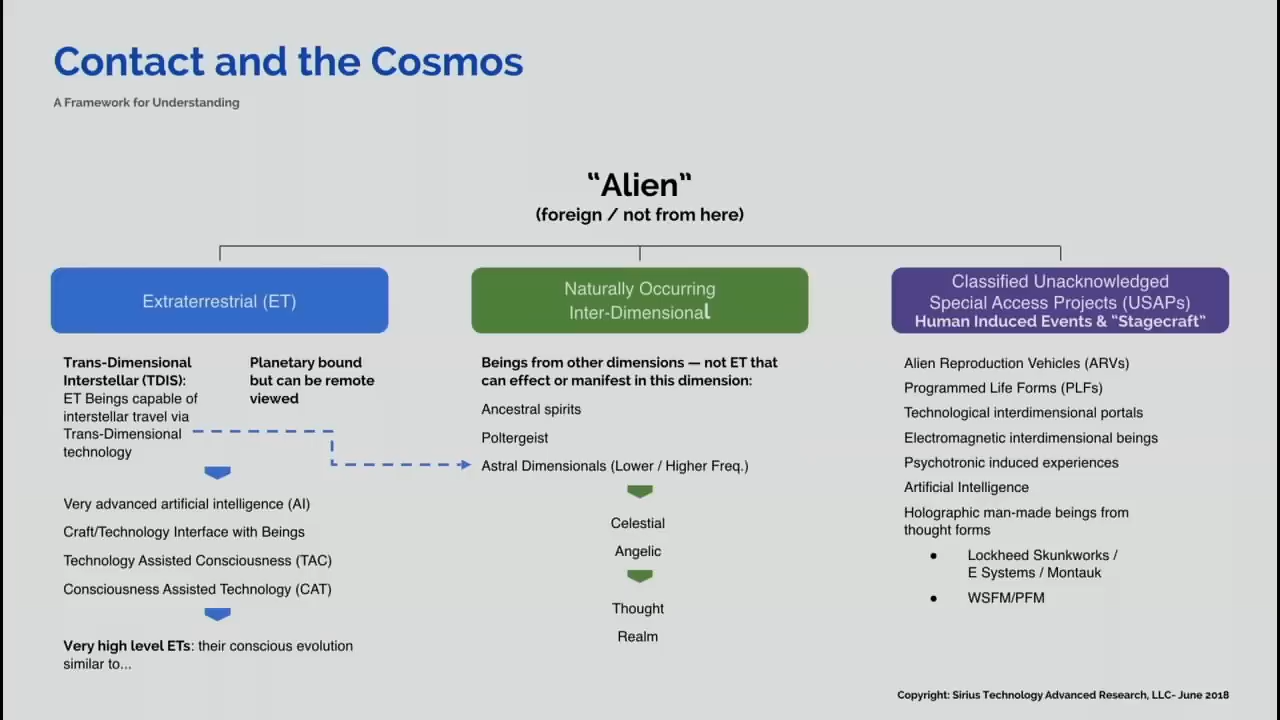 Contact and the Cosmos
A Framework for Understanding
“Alien”
(foreign / not from here)
Extraterrestrial (ET)
Trans-Dimensional
Interstellar (TDIS):
ET Beings capable of
interstellar travel via
Trans-Dimensional
technology
Planetary bound
but can be remote
viewed
Very advanced artificial intelligence (AI)
Craft/Technology Interface with Beings
Technology Assisted Consciousness (TAC)
Consciousness Assisted Technology (CAT)
Very high level ETs: their conscious evolution
similar to...
Naturally Occurring
Inter-Dimensional
Beings from other dimensions — not ET that
can effect or manifest in this dimension:
Ancestral spirits
Poltergeist
Astral Dimensionals (Lower / Higher Freq.)
Celestial
Angelic
Thought
Realm
Classified Unacknowledged
Special Access Projects (USAPs)
Human Induced Events & “Stagecraft”
Alien Reproduction Vehicles (ARVs)
Programmed Life Forms (PLFs)
Technological interdimensional portals
Electromagnetic interdimensional beings
Psychotronic induced experiences
Artificial Intelligence
Holographic man-made beings from
thought forms
● Lockheed Skunkworks /
E Systems / Montauk
● WSFM/PFM
Copyright: Sirius Technology Advanced Research, LLC- June 2018